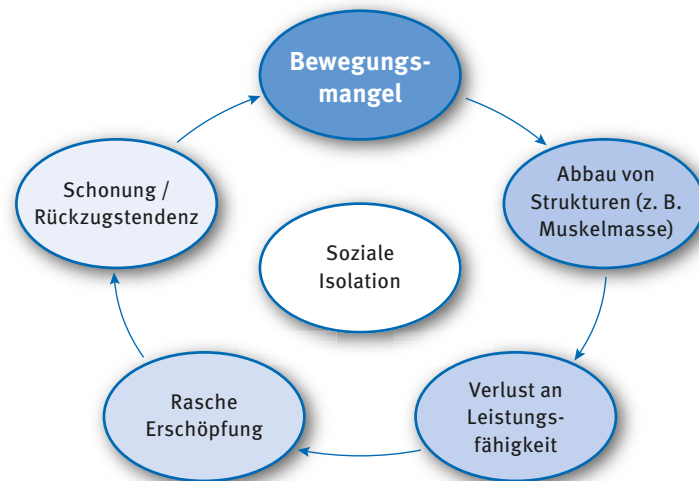 Bewegungs-
mangel
Abbau von
Strukturen (z. B.
Muskelmasse)
Verlust an
Leistungs-
fähigkeit
Rasche
Erschöpfung
Schonung /
Rückzugstendenz
Soziale
Isolation